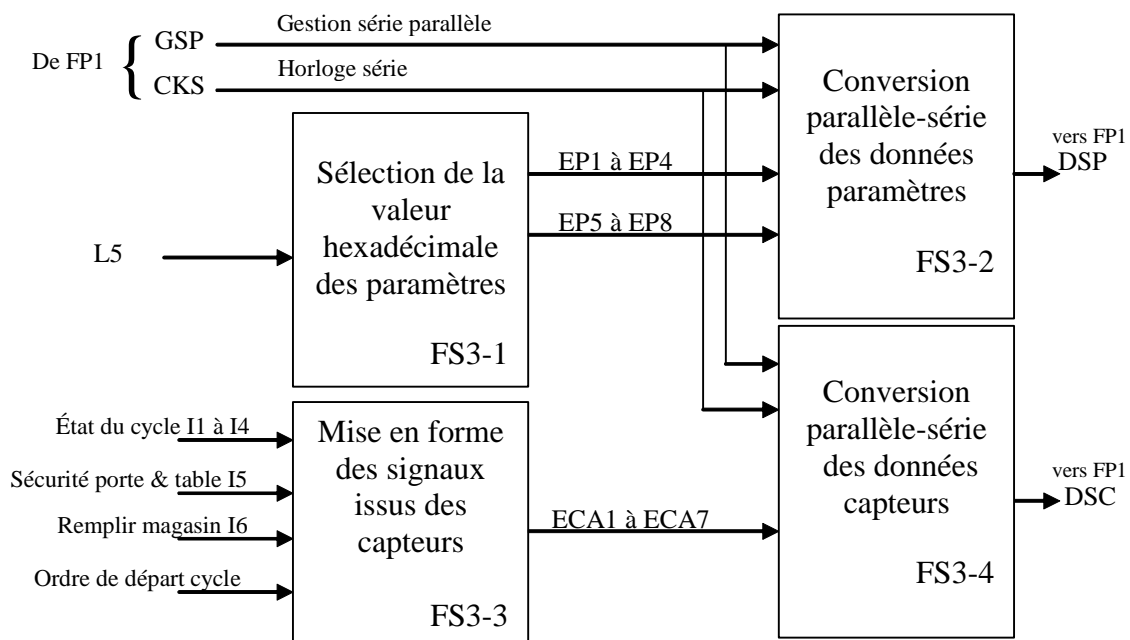 De FP1
{
GSP
Gestion série parallèle
CKS
Horloge série
Sélection de la
valeur
hexadécimale
des paramètres
FS3-1
L5
EP1 à EP4
EP5 à EP8
Conversion
parallèle-série
des données
paramètres
FS3-2
vers FP1
DSP
État du cycle I1 à I4
Sécurité porte & table I5
Remplir magasin I6
Ordre de départ cycle
Mise en forme
des signaux
issus des
capteurs
FS3-3
ECA1 à ECA7
Conversion
parallèle-série
des données
capteurs
FS3-4
vers FP1
DSC